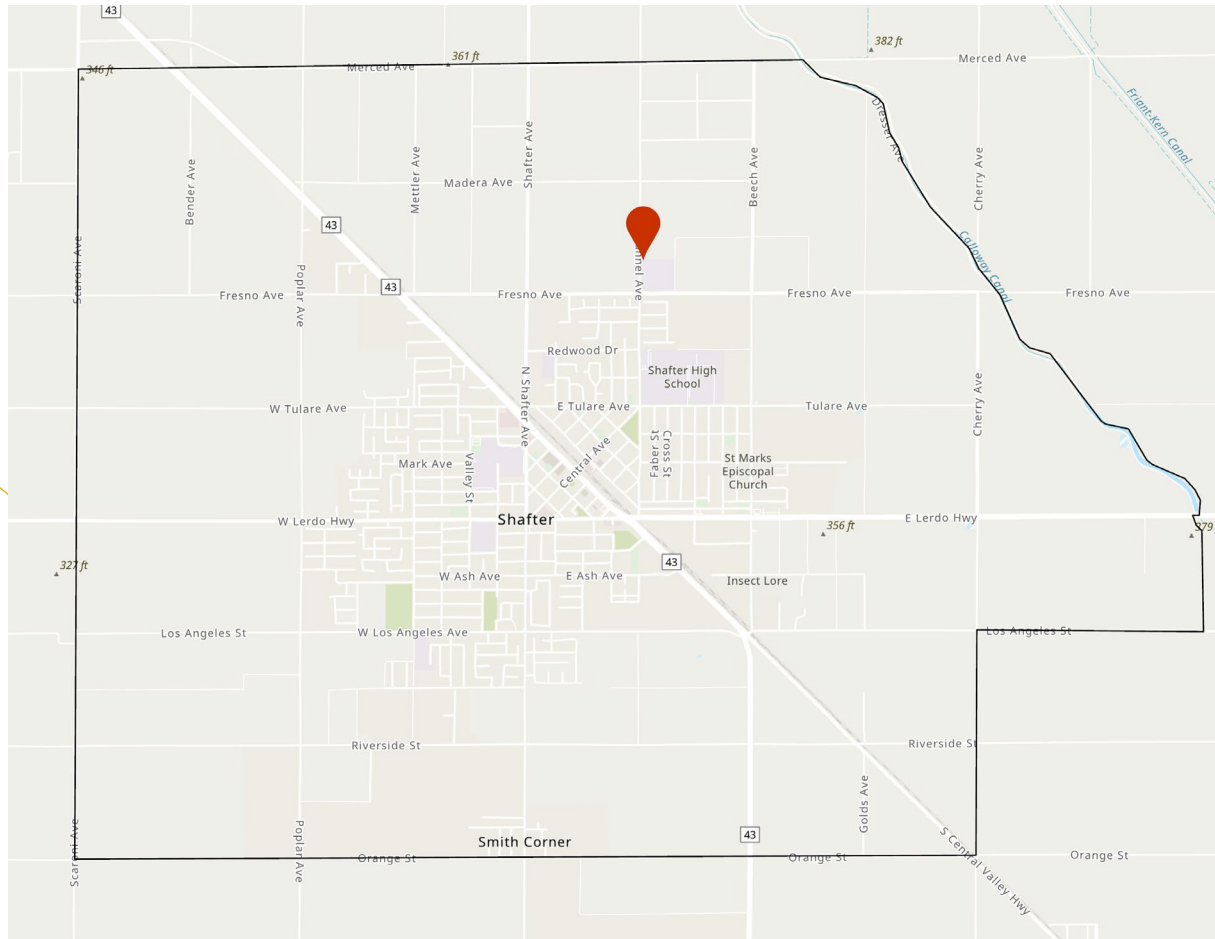 43
382 ft
361 ft
Merced Ave
346 ft
Merced Ave
Friant-Kern Canal
Dresser Ave
Shafter Ave
Mettler Ave
Bender Ave
Beech Ave
Cherry Ave
Madera Ave
43
Scaroni Ave
Calloway Canal
Poplar Ave
43
Fresno Ave
Fresno Ave
Fresno Ave
Fresno Ave
Redwood Dr
Shafter High
School
N Shafter Ave
Cherry Ave
W Tulare Ave
E Tulare Ave
Tulare Ave
Central Ave
Faber St
Cross St
St Marks
Episcopal
Church
Mark Ave
Valley St
W Lerdo Hwy
Shafter
E Lerdo Hwy
356 ft
379
327 ft
43
W Ash Ave
E Ash Ave
Insect Lore
Los Angeles St
W Los Angeles Ave
Los Angeles St
Riverside St
Riverside St
Golds Ave
Scaroni Ave
Poplar Ave
Smith Corner
43
S Central Valley Hwy
Orange St
Orange St
Orange St